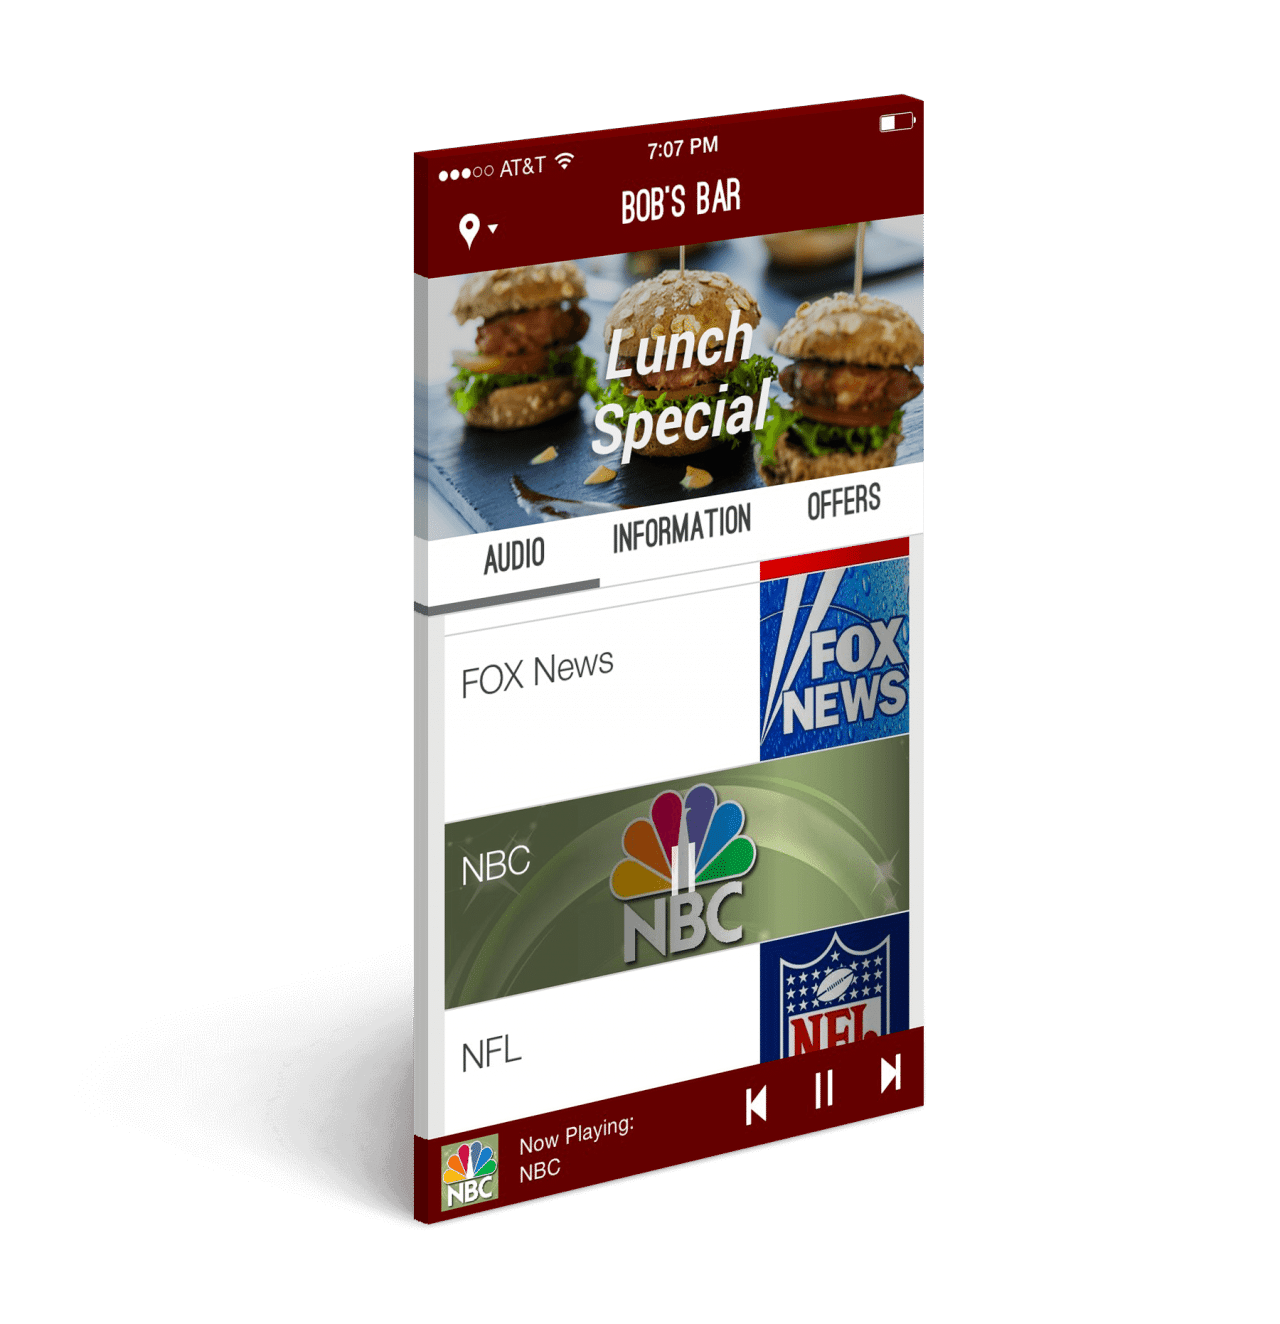 AT&T
7:07 PM
BOB'S BAR
Lunch
Special
AUDIO
INFORMATION
OFFERS
FOX News
FOX
NEWS
NBC
NBC
NFL
NFL
Now Playing:
NBC
NBC